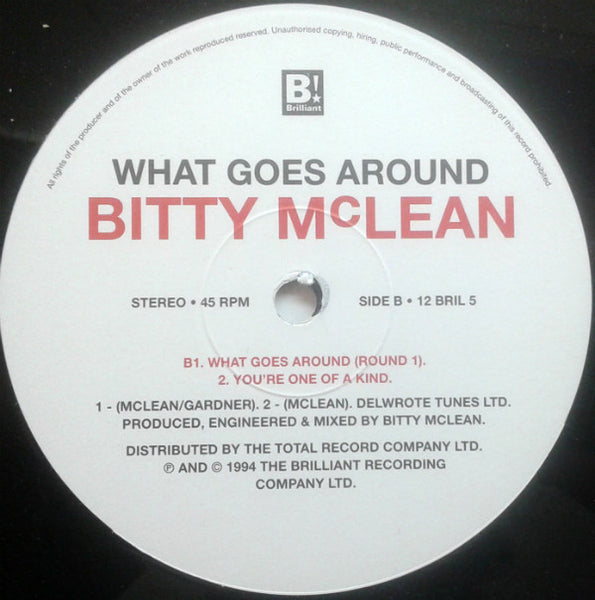 All rights of the producer and of the owner of the work reproduced reserved. Unauthorised copying, hiring, public performance and broadcasting of this record prohibited.
B!
Brilliant
WHAT GOES AROUND
BITTY McLEAN
STEREO • 45 RPM
SIDE B • 12 BRIL 5
B1. WHAT GOES AROUND (ROUND 1).
2. YOU'RE ONE OF A KIND.
1 - (MCLEAN/GARDNER). 2 - (MCLEAN). DELWROTE TUNES LTD.
PRODUCED, ENGINEERED & MIXED BY BITTY MCLEAN.
DISTRIBUTED BY THE TOTAL RECORD COMPANY LTD.
℗ AND © 1994 THE BRILLIANT RECORDING
COMPANY LTD.